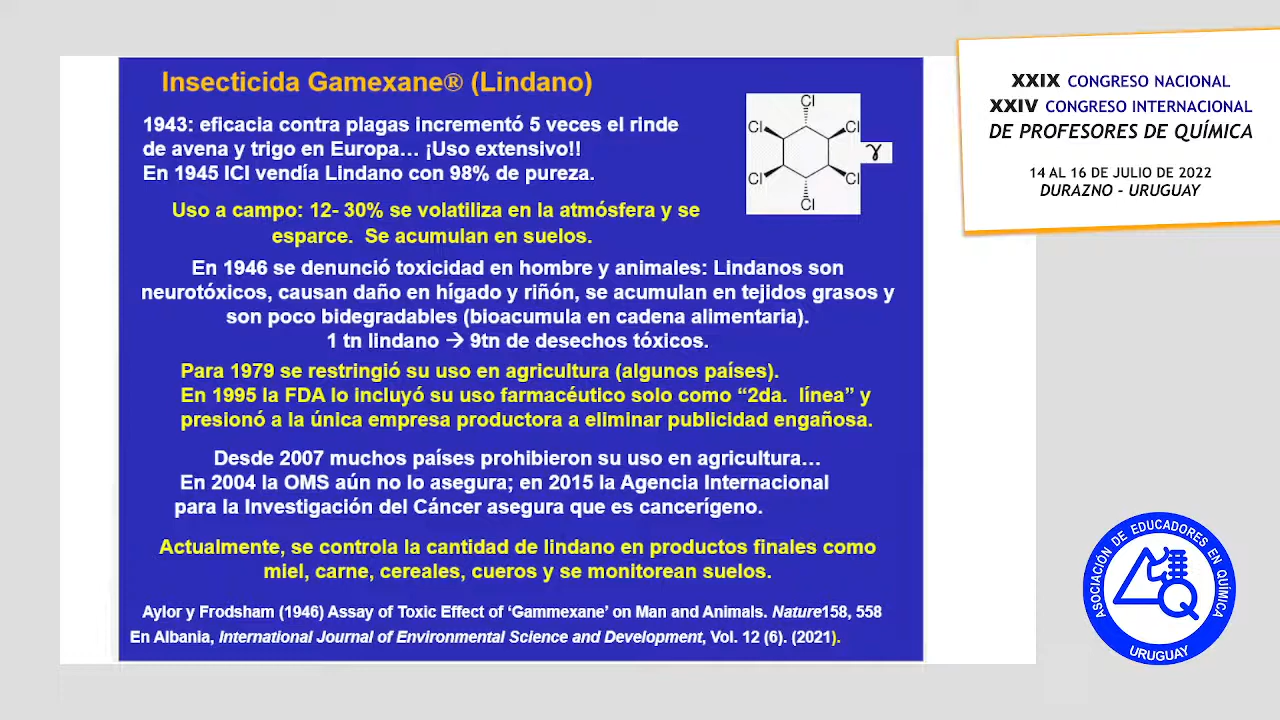 Insecticida Gamexane® (Lindano)
1943: eficacia contra plagas incrementó 5 veces el rinde
de avena y trigo en Europa… ¡Uso extensivo!!
En 1945 ICI vendía Lindano con 98% de pureza.
Cl
Cl
Cl
Cl
Cl
Cl
γ
Uso a campo: 12- 30% se volatiliza en la atmósfera y se
esparce. Se acumulan en suelos.
En 1946 se denunció toxicidad en hombre y animales: Lindanos son
neurotóxicos, causan daño en hígado y riñón, se acumulan en tejidos grasos y
son poco bidegradables (bioacumula en cadena alimentaria).
1 tn lindano → 9tn de desechos tóxicos.
Para 1979 se restringió su uso en agricultura (algunos países).
En 1995 la FDA lo incluyó su uso farmacéutico solo como “2da. línea” y
presionó a la única empresa productora a eliminar publicidad engañosa.
Desde 2007 muchos países prohibieron su uso en agricultura…
En 2004 la OMS aún no lo asegura; en 2015 la Agencia Internacional
para la Investigación del Cáncer asegura que es cancerígeno.
Actualmente, se controla la cantidad de lindano en productos finales como
miel, carne, cereales, cueros y se monitorean suelos.
Aylor y Frodsham (1946) Assay of Toxic Effect of ‘Gammexane’ on Man and Animals. Nature158, 558
En Albania, International Journal of Environmental Science and Development, Vol. 12 (6). (2021).
XXIX CONGRESO NACIONAL
XXIV CONGRESO INTERNACIONAL
DE PROFESORES DE QUÍMICA
14 AL 16 DE JULIO DE 2022
DURAZNO - URUGUAY
ASOCIACIÓN DE EDUCADORES EN QUÍMICA
URUGUAY